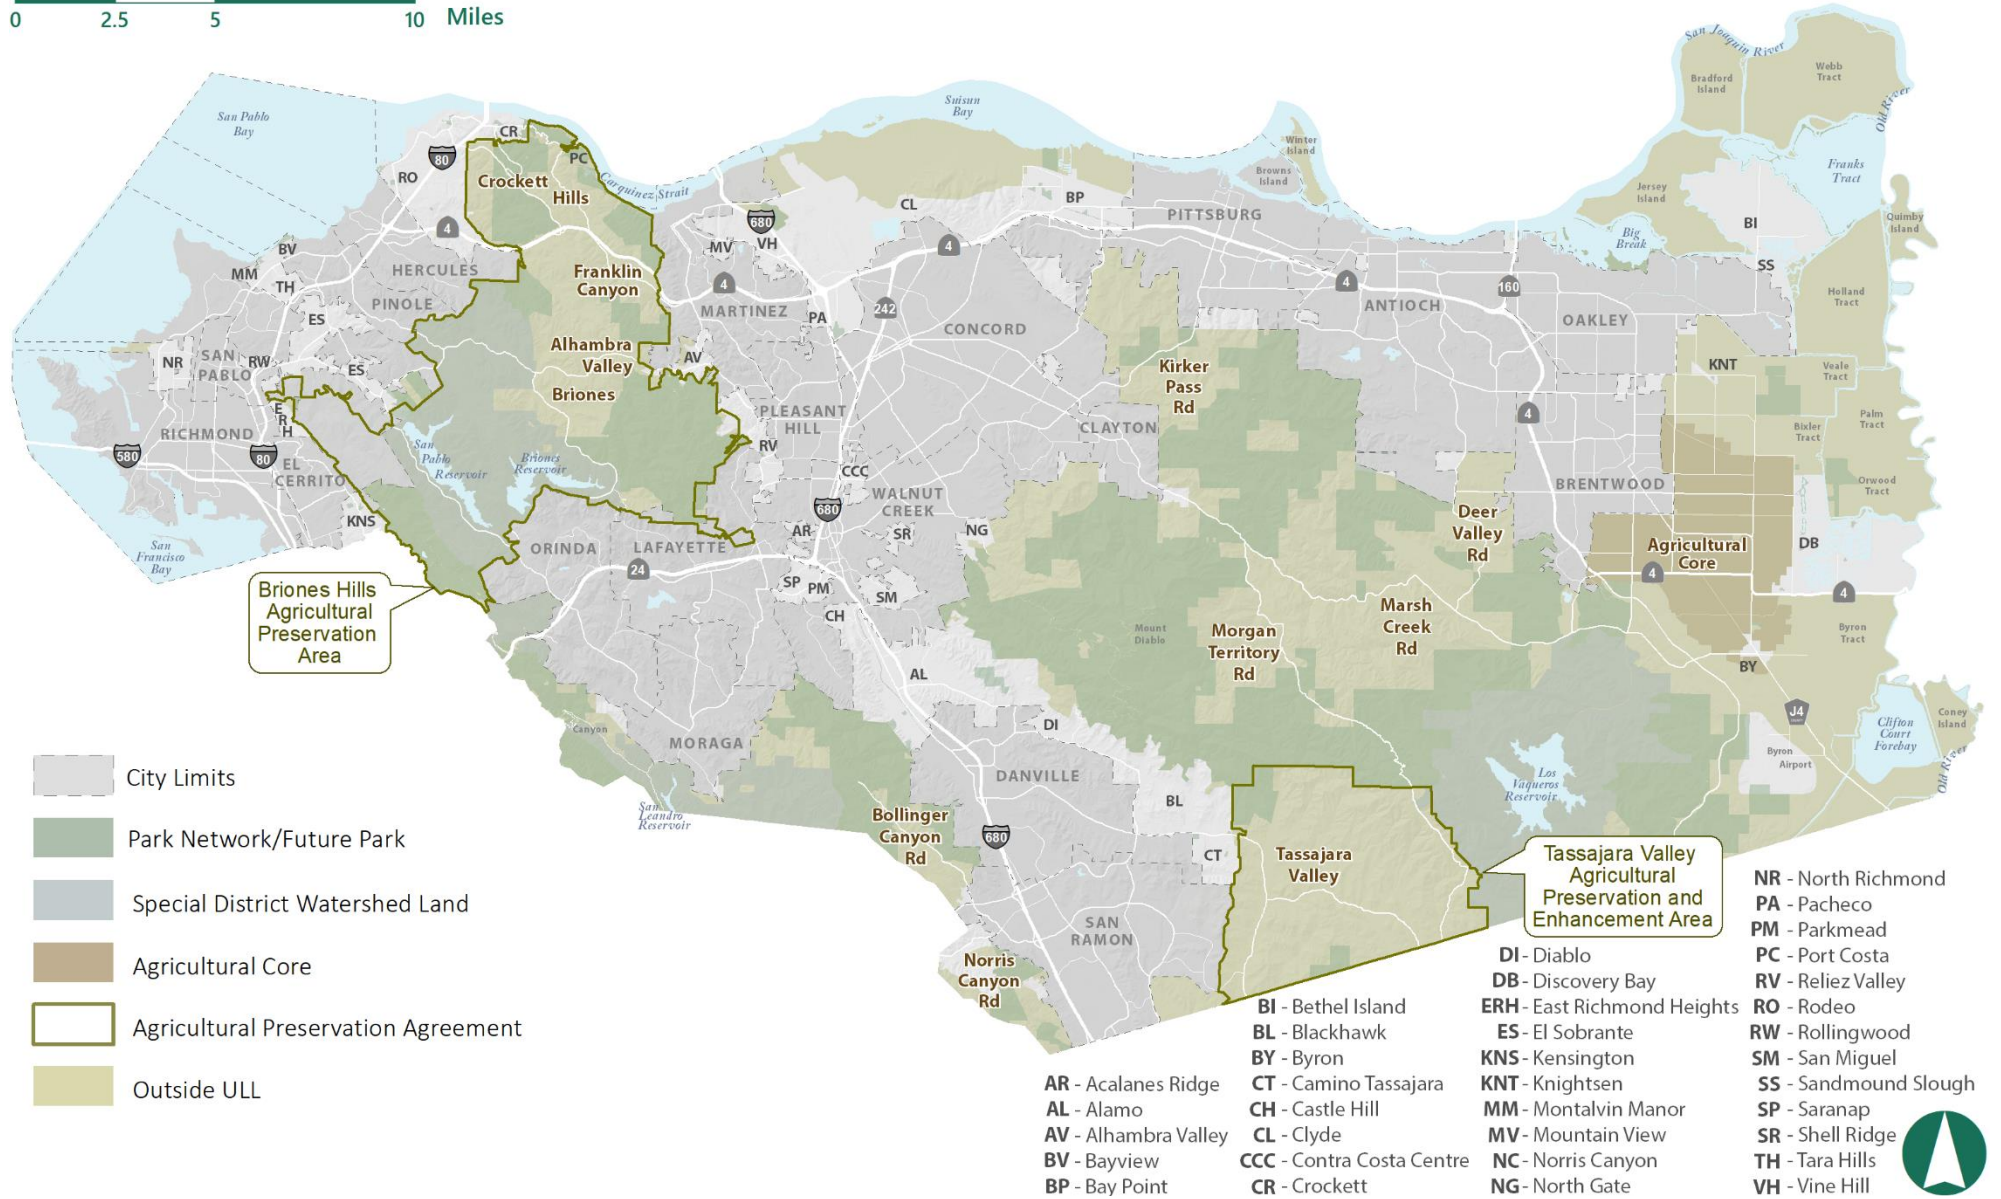 0 2.5 5 10 Miles
San Joaquin River
Bradford
Island
Webb
Tract
Old River
San Pablo
Bay
Suisun
Bay
CR
80
PC
RO
Crockett
Hills
Carquinez Strait
4
680
MV
VH
CL
4
BP
Winter
Island
Browns
Island
PITTSBURG
Franks
Tract
Jersey
Island
BI
Quimby
Island
Big
Break
SS
BV
MM
TH
HERCULES
PINOLE
ES
Franklin
Canyon
4
MARTINEZ
PA
242
CONCORD
4
ANTIOCH
160
OAKLEY
Holland
Tract
NR
SAN
PABLO
RW
ES
Alhambra
Valley
AV
Briones
Kirker
Pass
Rd
KNT
Veale
Tract
E
R
H
RICHMOND
580
80
EL
CERRITO
San
Pablo
Reservoir
Briones
Reservoir
PLEASANT
HILL
RV
CCC
CLAYTON
4
Bixler
Tract
Palm
Tract
Orwood
Tract
KNS
San
Francisco
Bay
ORINDA
LAFAYETTE
24
WALNUT
CREEK
680
AR
SR
NG
BRENTWOOD
Deer
Valley
Rd
Agricultural
Core
4
DB
4
Briones Hills
Agricultural
Preservation
Area
SP
PM
SM
CH
Mount
Diablo
Morgan
Territory
Rd
Marsh
Creek
Rd
Byron
Tract
BY
AL
DI
J4
Clifton
Court
Forebay
Coney
Island
Old River
Canyon
MORAGA
DANVILLE
Byron
Airport
San
Leandro
Reservoir
Bollinger
Canyon
Rd
680
BL
CT
Los
Vaqueros
Reservoir
Tassajara
Valley
Tassajara Valley
Agricultural
Preservation and
Enhancement Area
SAN
RAMON
Norris
Canyon
Rd
City Limits
Park Network/Future Park
Special District Watershed Land
Agricultural Core
Agricultural Preservation Agreement
Outside ULL
AR - Acalanes Ridge
AL - Alamo
AV - Alhambra Valley
BV - Bayview
BP - Bay Point
BI - Bethel Island
BL - Blackhawk
BY - Byron
CT - Camino Tassajara
CH - Castle Hill
CL - Clyde
CCC - Contra Costa Centre
CR - Crockett
DI - Diablo
DB - Discovery Bay
ERH - East Richmond Heights
ES - El Sobrante
KNS - Kensington
KNT - Knightsen
MM - Montalvin Manor
MV - Mountain View
NC - Norris Canyon
NG - North Gate
NR - North Richmond
PA - Pacheco
PM - Parkmead
PC - Port Costa
RV - Reliez Valley
RO - Rodeo
RW - Rollingwood
SM - San Miguel
SS - Sandmound Slough
SP - Saranap
SR - Shell Ridge
TH - Tara Hills
VH - Vine Hill